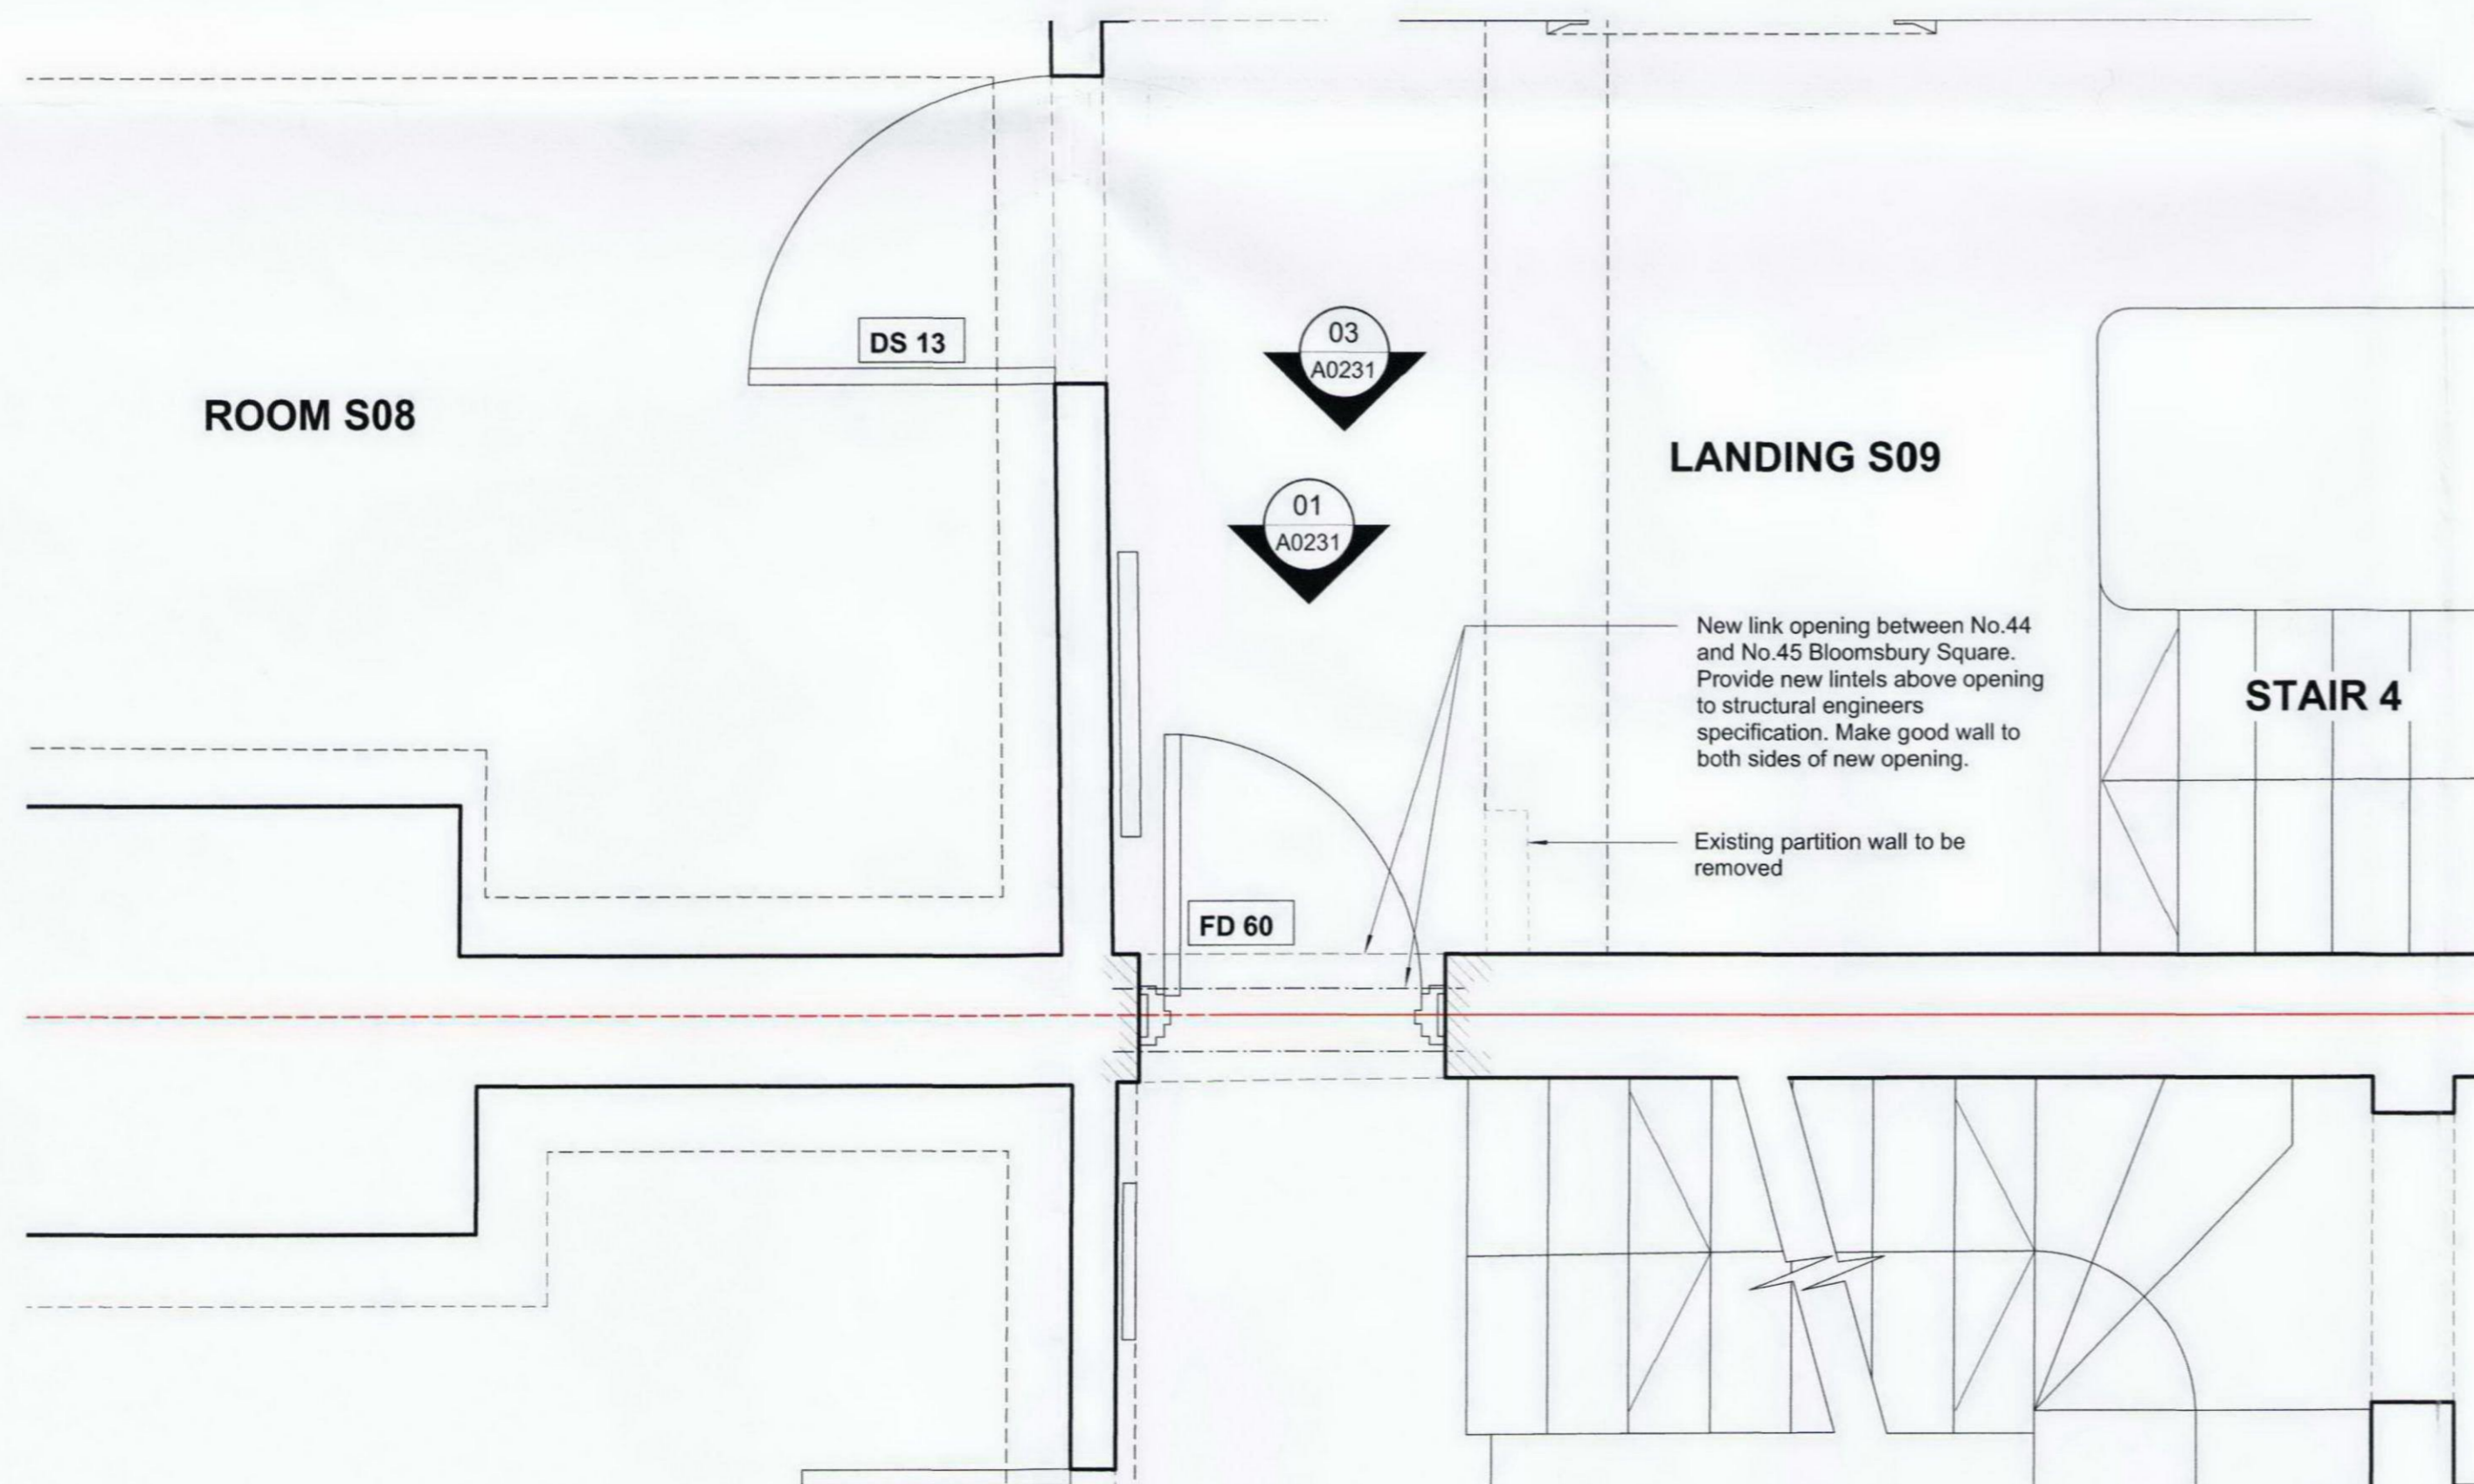 03
A0231
DS 13
ROOM S08
LANDING S09
01
A0231
New link opening between No.44
and No.45 Bloomsbury Square.
Provide new lintels above opening
to structural engineers
specification. Make good wall to
both sides of new opening.
STAIR 4
Existing partition wall to be
removed
FD 60